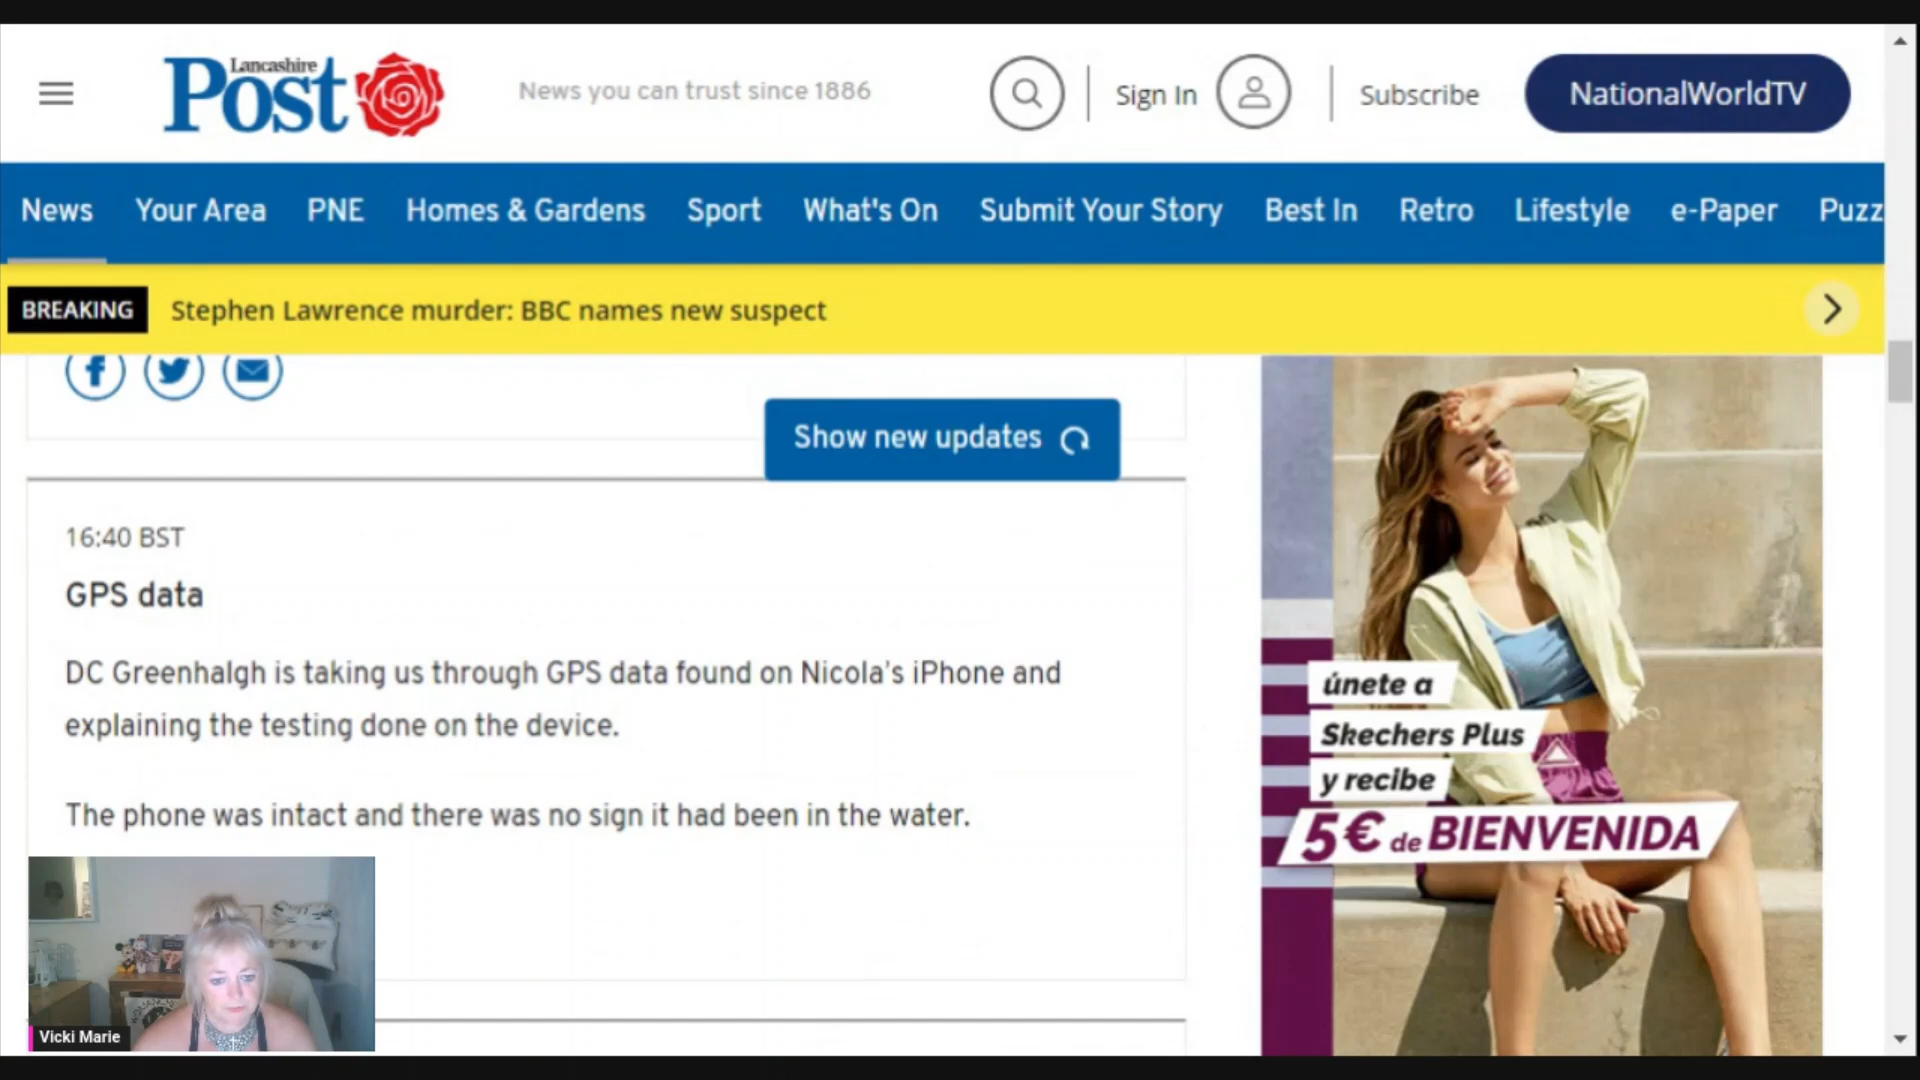 Lancashire
Post
News you can trust since 1886
Sign In
Subscribe
NationalWorldTV
News
Your Area
PNE
Homes & Gardens
Sport
What's On
Submit Your Story
Best In
Retro
Lifestyle
e-Paper
Puzz
BREAKING
Stephen Lawrence murder: BBC names new suspect
Show new updates
16:40 BST
GPS data
DC Greenhalgh is taking us through GPS data found on Nicola's iPhone and
explaining the testing done on the device.
The phone was intact and there was no sign it had been in the water.
únete a
Skechers Plus
y recibe
5€ de BIENVENIDA
Vicki Marie